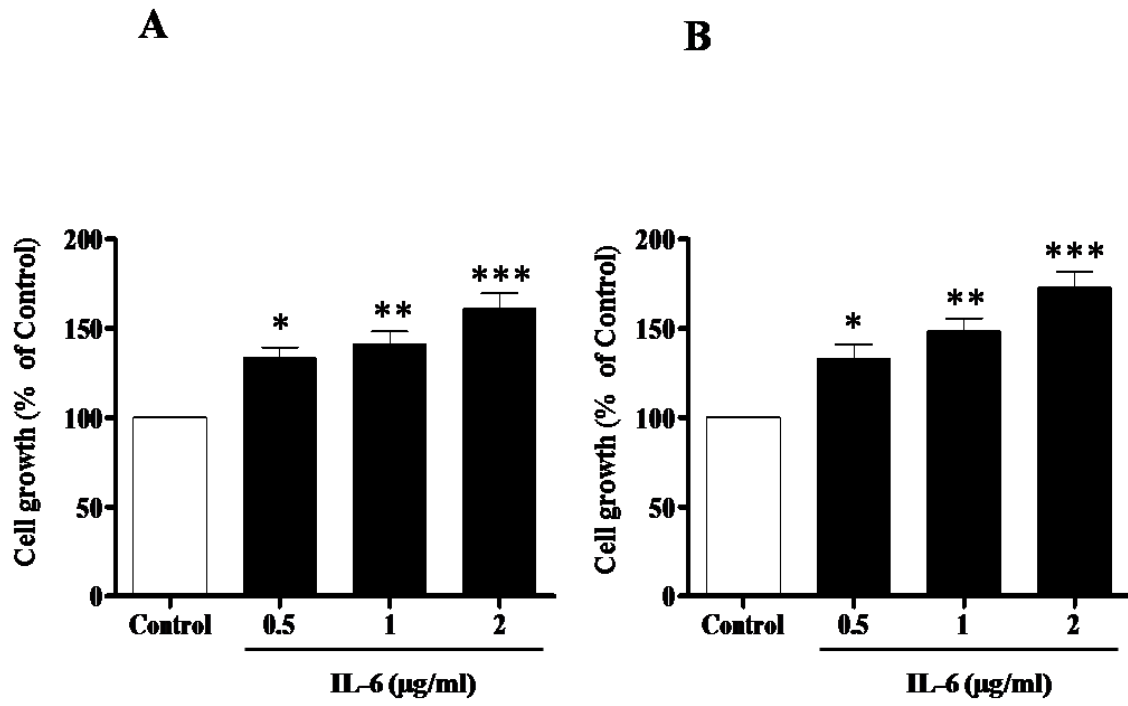 A
Cell growth (% of Control)
200
150
100
50
0
*
**
***
Control
0.5
1
2
IL-6 (µg/ml)
B
Cell growth (% of Control)
200
150
100
50
0
*
**
***
Control
0.5
1
2
IL-6 (µg/ml)